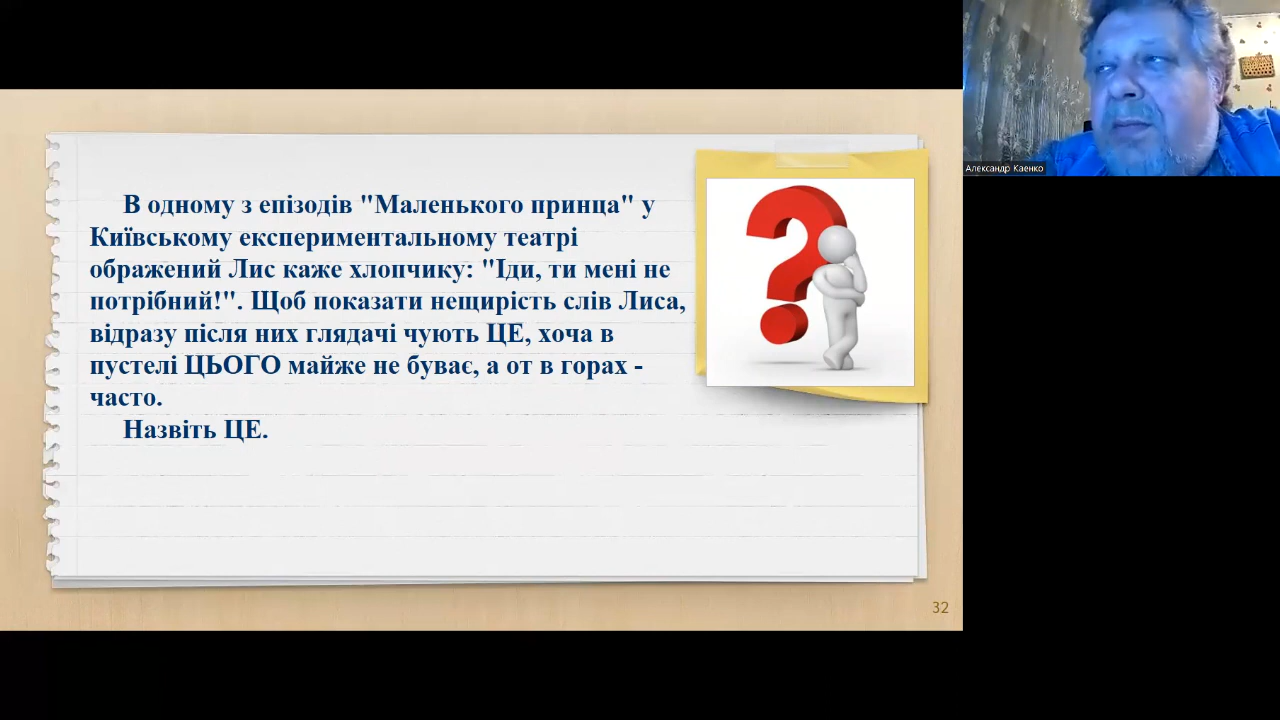 Александр Каенко
В одному з епізодів "Маленького принца" у
Київському експериментальному театрі
ображений Лис каже хлопчику: "Іди, ти мені не
потрібний!". Щоб показати нещирість слів Лиса,
відразу після них глядачі чують ЦЕ, хоча в
пустелі ЦЬОГО майже не буває, а от в горах -
часто.
Назвіть ЦЕ.
32